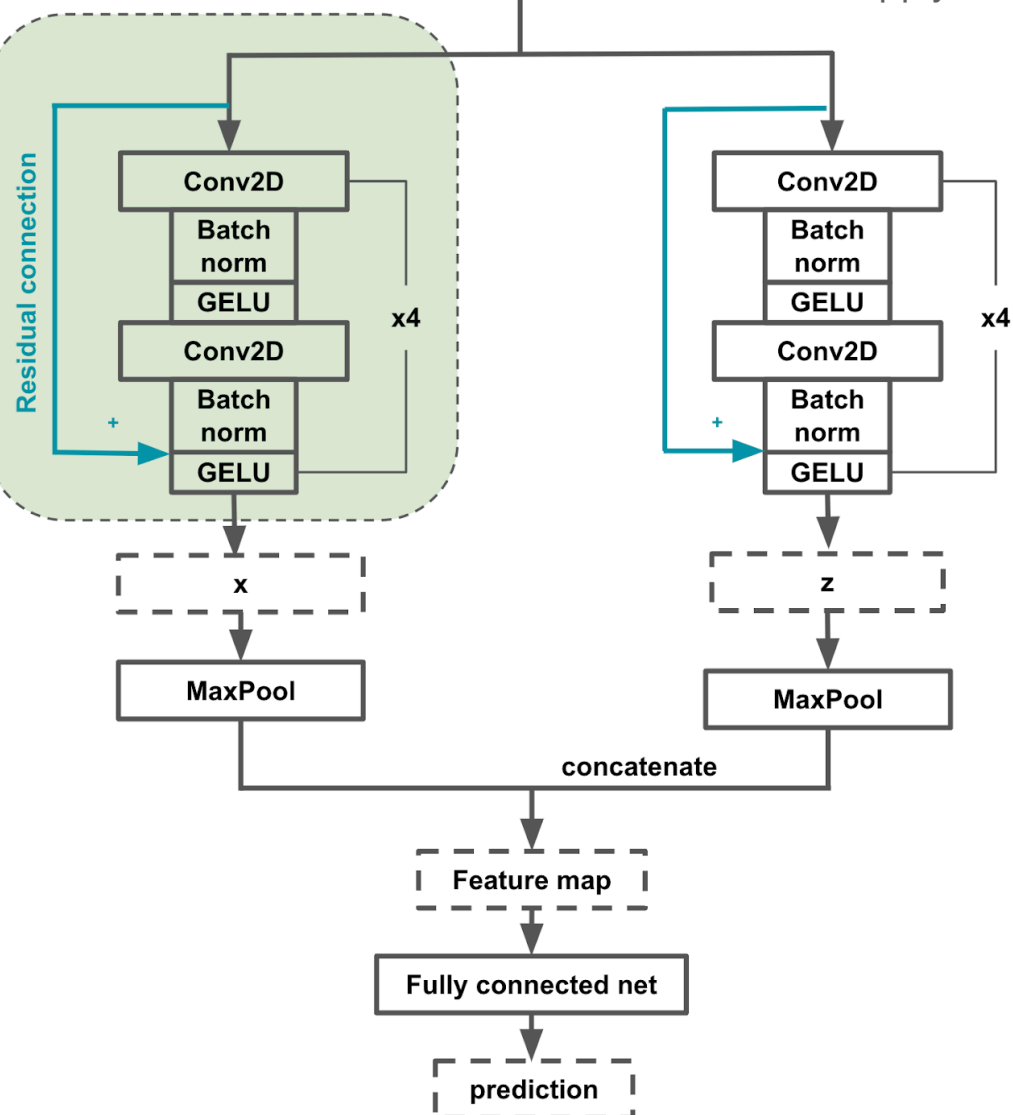 Residual connection
Conv2D
Batch
norm
GELU
Conv2D
Batch
norm
GELU
x4
+
x
MaxPool
Conv2D
Batch
norm
GELU
Conv2D
Batch
norm
GELU
x4
+
z
MaxPool
concatenate
Feature map
Fully connected net
prediction